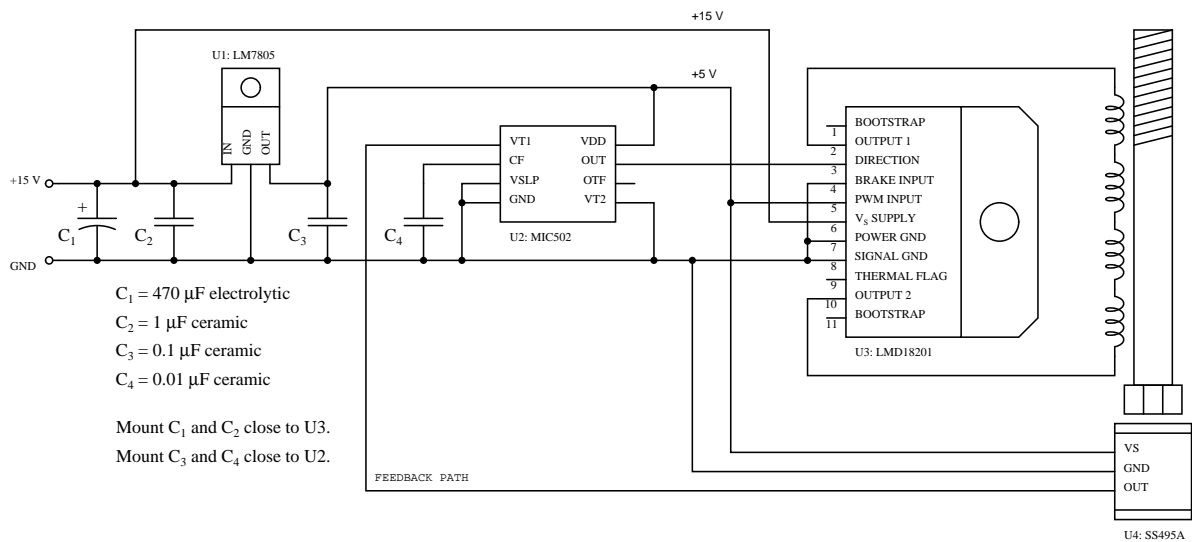 +15 V
U1: LM7805
+5 V
IN
GND
OUT
+15 V
+
C1
C2
C3
C4
GND
VT1
CF
VSLP
GND
VDD
OUT
OTF
VT2
U2: MIC502
1
2
3
4
5
6
7
8
9
10
11
BOOTSTRAP
OUTPUT 1
DIRECTION
BRAKE INPUT
PWM INPUT
VS SUPPLY
POWER GND
SIGNAL GND
THERMAL FLAG
OUTPUT 2
BOOTSTRAP
U3: LMD18201
C1 = 470 μF electrolytic
C2 = 1 μF ceramic
C3 = 0.1 μF ceramic
C4 = 0.01 μF ceramic
Mount C1 and C2 close to U3.
Mount C3 and C4 close to U2.
FEEDBACK PATH
VS
GND
OUT
U4: SS495A